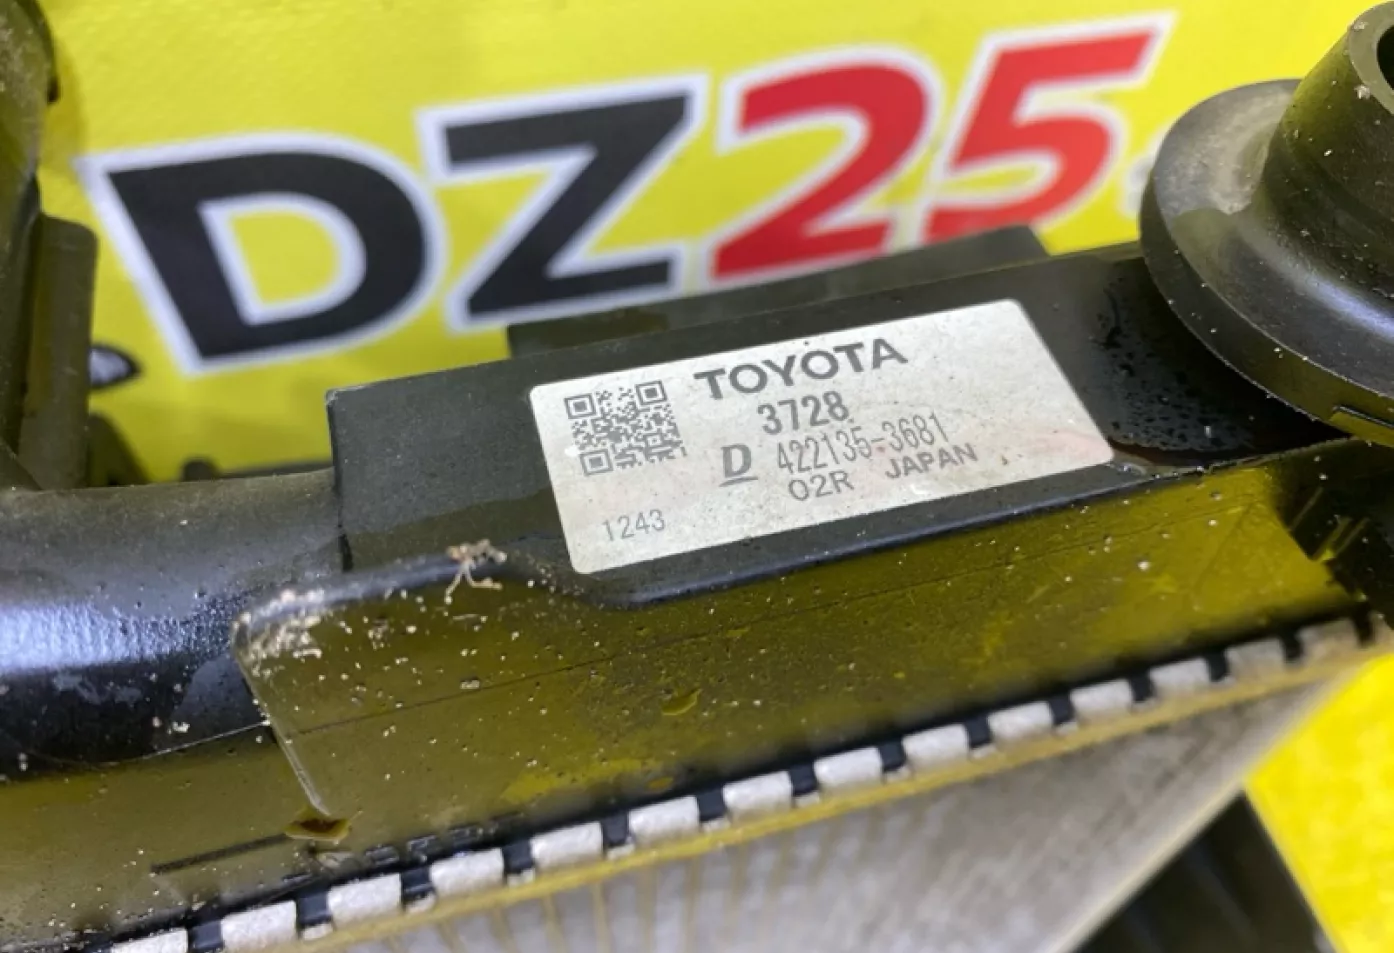 DZ25
TOYOTA
3728
D 422135-3681
02R JAPAN
1243